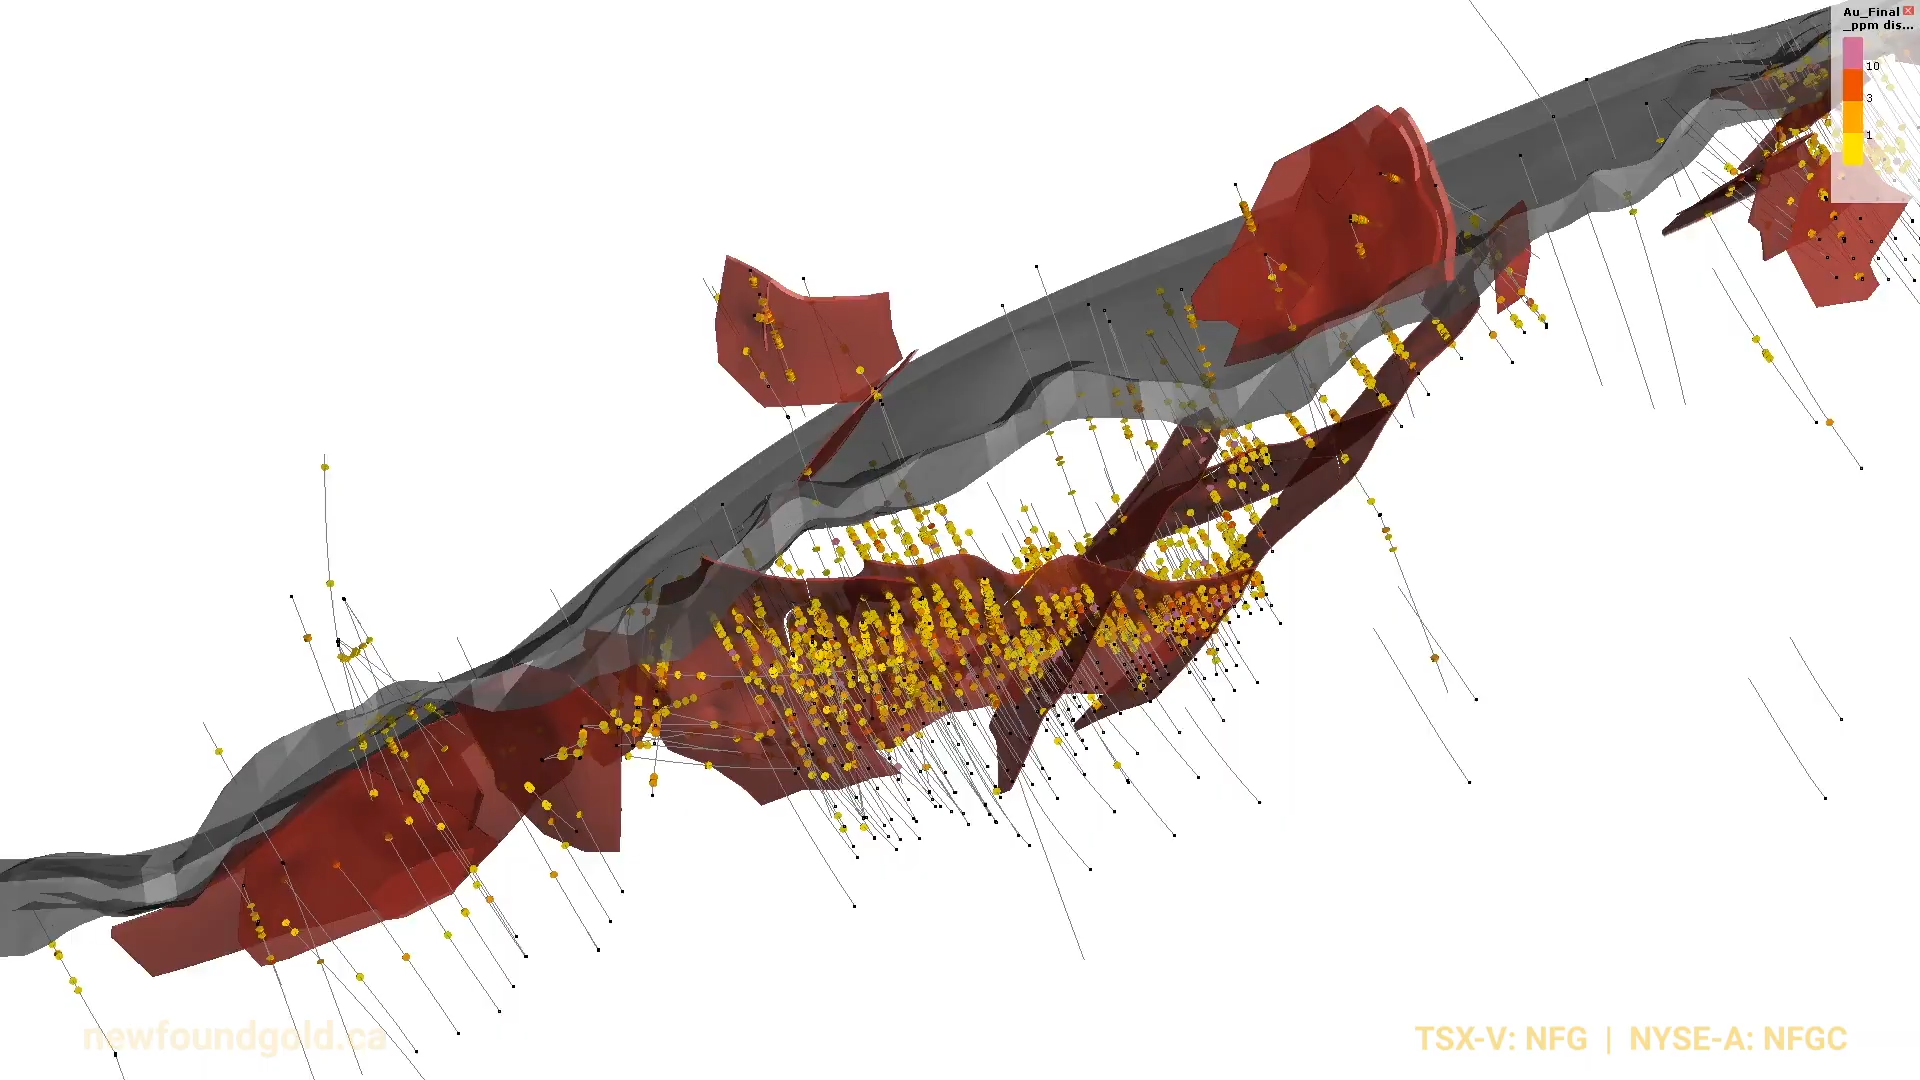 Au_Final
_ppm dis...
10
3
1
newfoundgold.ca
TSX-V: NFG | NYSE-A: NFGC